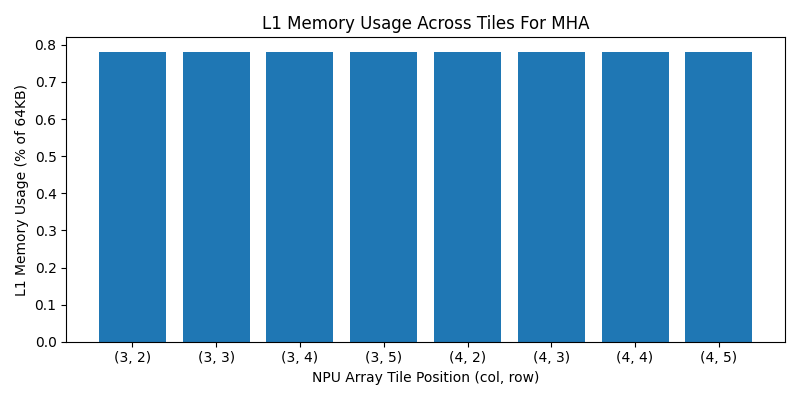 L1 Memory Usage Across Tiles For MHA
L1 Memory Usage (% of 64KB)
0.8
0.7
0.6
0.5
0.4
0.3
0.2
0.1
0.0
(3, 2) (3, 3) (3, 4) (3, 5) (4, 2) (4, 3) (4, 4) (4, 5)
NPU Array Tile Position (col, row)